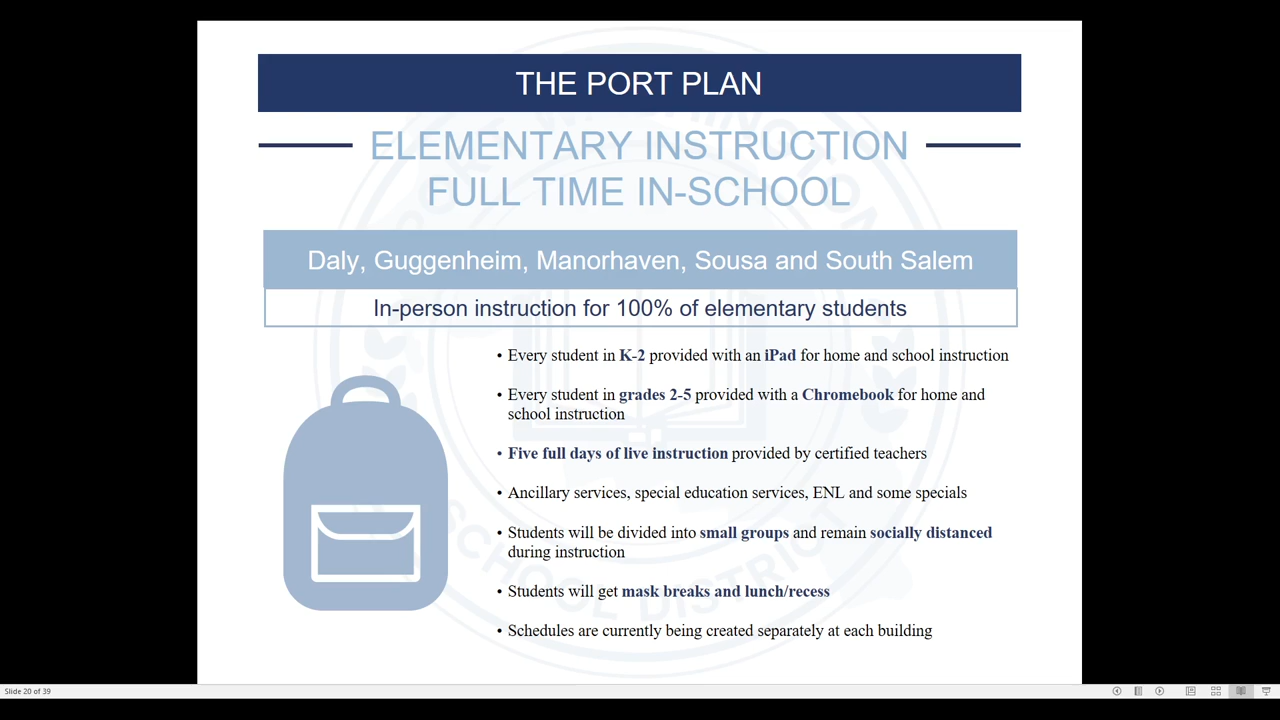 THE PORT PLAN
ELEMENTARY INSTRUCTION
FULL TIME IN-SCHOOL
Daly, Guggenheim, Manorhaven, Sousa and South Salem
In-person instruction for 100% of elementary students
• Every student in K-2 provided with an iPad for home and school instruction
• Every student in grades 2-5 provided with a Chromebook for home and
school instruction
• Five full days of live instruction provided by certified teachers
• Ancillary services, special education services, ENL and some specials
• Students will be divided into small groups and remain socially distanced
during instruction
• Students will get mask breaks and lunch/recess
• Schedules are currently being created separately at each building
SCHOOL DISTRICT
Slide 20 of 39